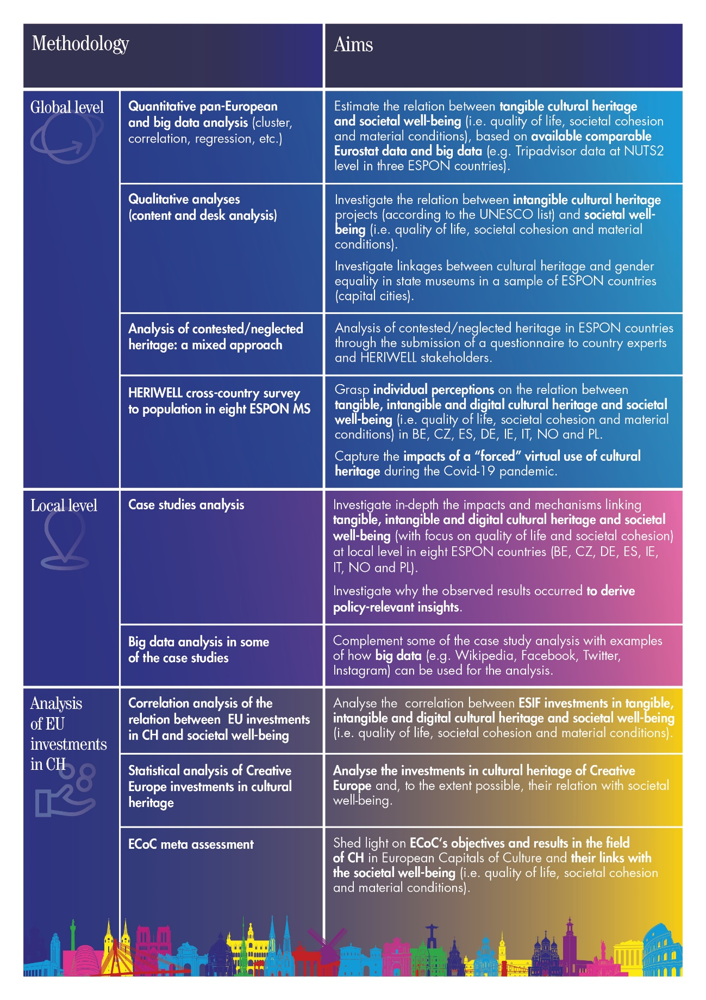 Methodology
Aims
Global level
Quantitative pan-European
and big data analysis (cluster,
correlation, regression, etc.)
Estimate the relation between tangible cultural heritage
and societal well-being (i.e. quality of life, societal cohesion
and material conditions), based on available comparable
Eurostat data and big data (e.g. Tripadvisor data at NUTS2
level in three ESPON countries).
Qualitative analyses
(content and desk analysis)
Investigate the relation between intangible cultural heritage
projects (according to the UNESCO list) and societal well-
being (i.e. quality of life, societal cohesion and material
conditions).
Investigate linkages between cultural heritage and gender
equality in state museums in a sample of ESPON countries
(capital cities).
Analysis of contested/neglected
heritage: a mixed approach
Analysis of contested/neglected heritage in ESPON countries
through the submission of a questionnaire to country experts
and HERIWELL stakeholders.
HERIWELL cross-country survey
to population in eight ESPON MS
Grasp individual perceptions on the relation between
tangible, intangible and digital cultural heritage and societal
well-being (i.e. quality of life, societal cohesion and material
conditions) in BE, CZ, ES, DE, IE, IT, NO and PL.
Capture the impacts of a “forced” virtual use of cultural
heritage during the Covid-19 pandemic.
Local level
Case studies analysis
Investigate in-depth the impacts and mechanisms linking
tangible, intangible and digital cultural heritage and societal
well-being (with focus on quality of life and societal cohesion)
at local level in eight ESPON countries (BE, CZ, DE, ES, IE,
IT, NO and PL).
Investigate why the observed results occurred to derive
policy-relevant insights.
Big data analysis in some
of the case studies
Complement some of the case study analysis with examples
of how big data (e.g. Wikipedia, Facebook, Twitter,
Instagram) can be used for the analysis.
Analysis
of EU
investments
in CH
Correlation analysis of the
relation between EU investments
in CH and societal well-being
Analyse the correlation between ESIF investments in tangible,
intangible and digital cultural heritage and societal well-being
(i.e. quality of life, societal cohesion and material conditions).
Statistical analysis of Creative
Europe investments in cultural
heritage
Analyse the investments in cultural heritage of Creative
Europe and, to the extent possible, their relation with societal
well-being.
ECoC meta assessment
Shed light on ECoC‘s objectives and results in the field
of CH in European Capitals of Culture and their links with
the societal well-being (i.e. quality of life, societal cohesion
and material conditions).